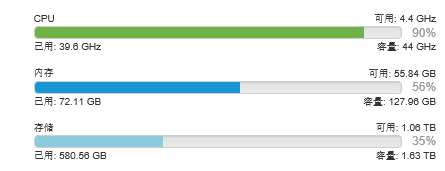 CPU 可用: 4.4 GHz
90%
已用: 39.6 GHz 容量: 44 GHz
内存 可用: 55.84 GB
56%
已用: 72.11 GB 容量: 127.96 GB
存储 可用: 1.06 TB
35%
已用: 580.56 GB 容量: 1.63 TB